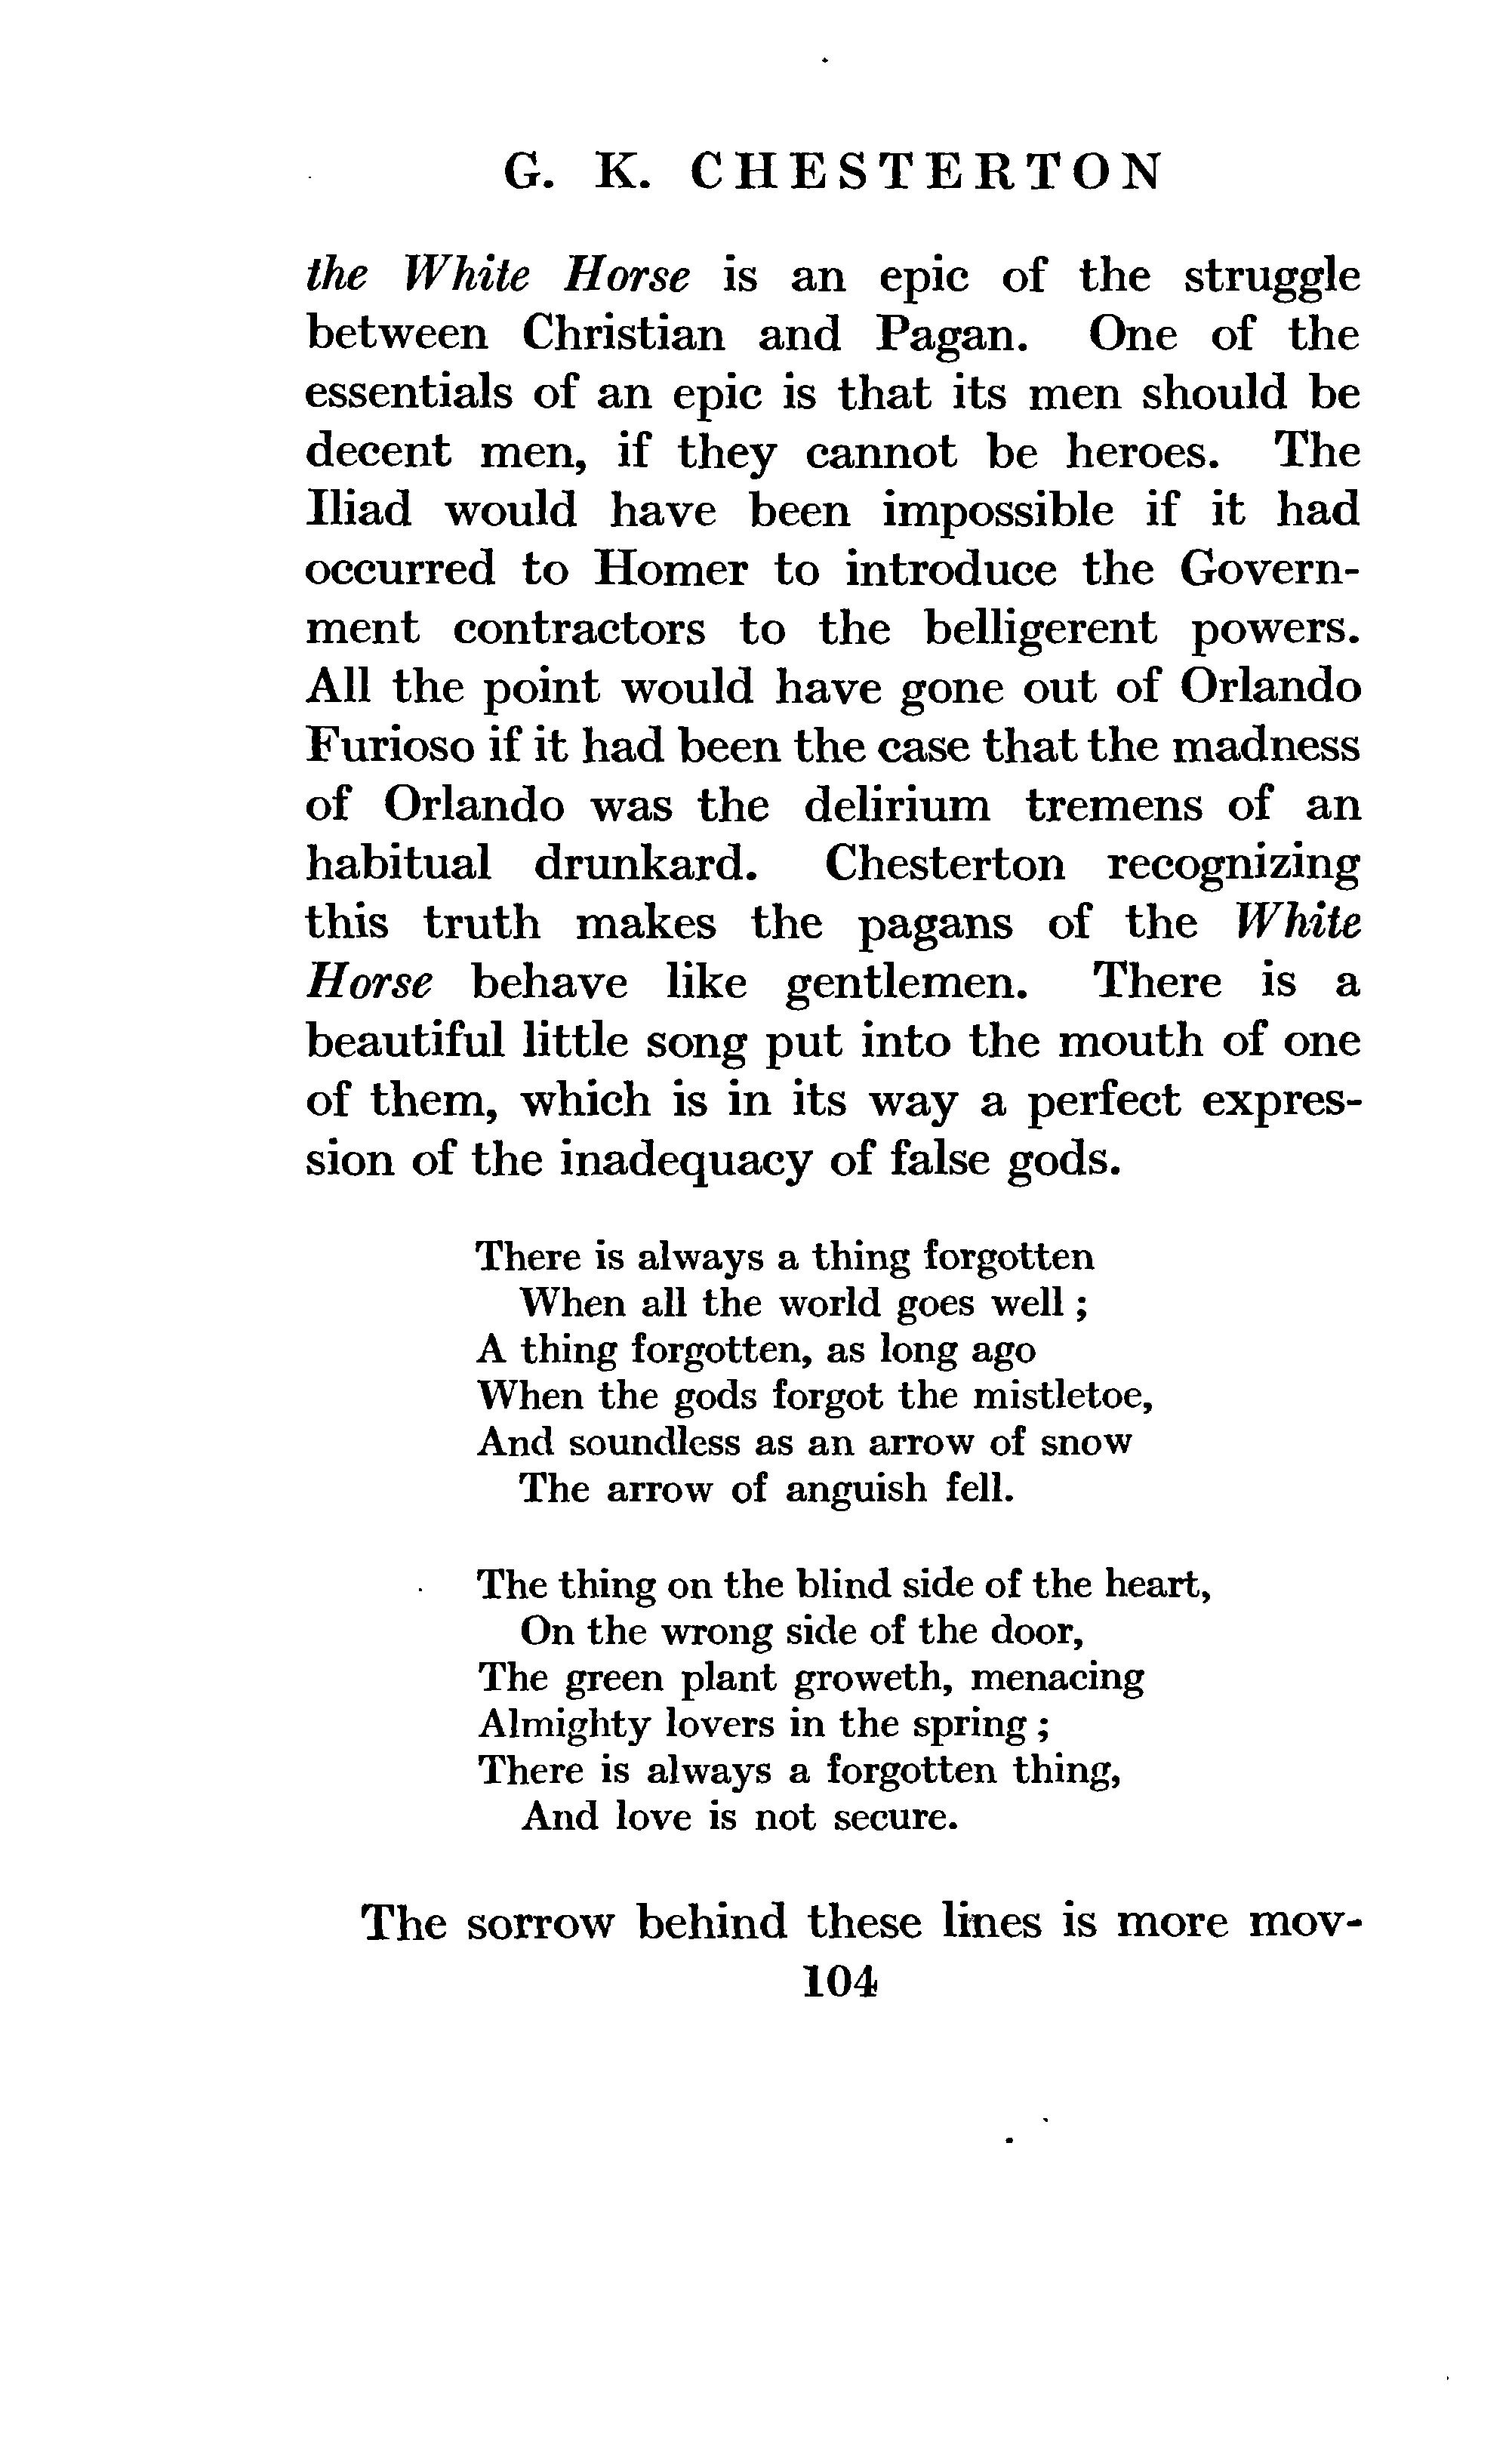 G. K. CHESTERTON
the White Horse is an epic of the struggle
between Christian and Pagan. One of the
essentials of an epic is that its men should be
decent men, if they cannot be heroes. The
Iliad would have been impossible if it had
occurred to Homer to introduce the Govern-
ment contractors to the belligerent powers.
All the point would have gone out of Orlando
Furioso if it had been the case that the madness
of Orlando was the delirium tremens of an
habitual drunkard. Chesterton recognizing
this truth makes the pagans of the White
Horse behave like gentlemen. There is a
beautiful little song put into the mouth of one
of them, which is in its way a perfect expres-
sion of the inadequacy of false gods.
There is always a thing forgotten
When all the world goes well ;
A thing forgotten, as long ago
When the gods forgot the mistletoe,
And soundless as an arrow of snow
The arrow of anguish fell.
The thing on the blind side of the heart,
On the wrong side of the door,
The green plant groweth, menacing
Almighty lovers in the spring ;
There is always a forgotten thing,
And love is not secure.
The sorrow behind these lines is more mov-
104